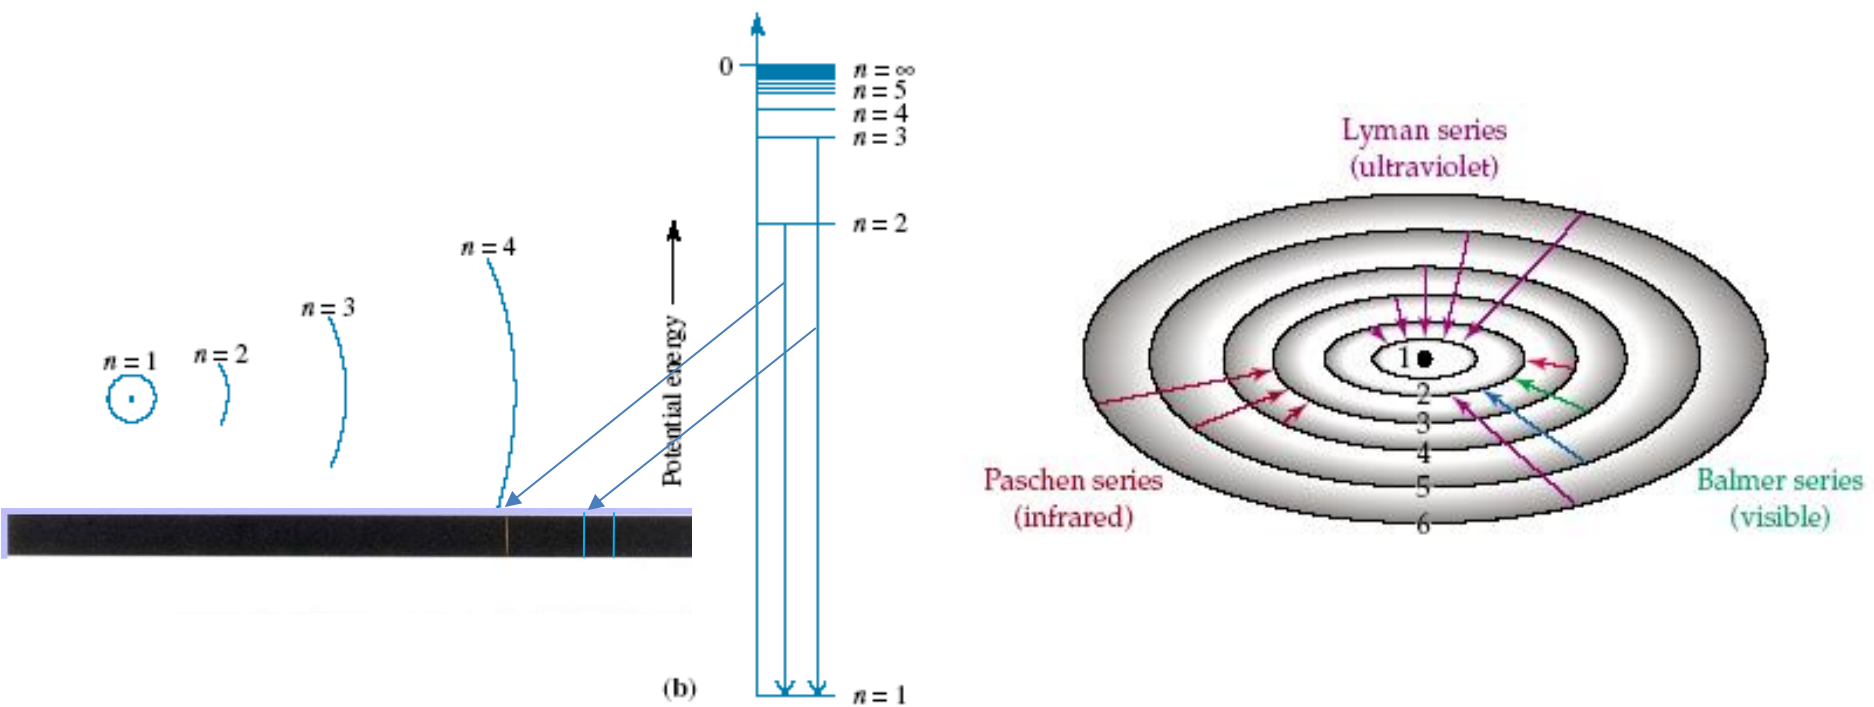 n = 1
n = 2
n = 3
n = 4
Potential energy
(b)
0
n = ∞
n = 5
n = 4
n = 3
n = 2
n = 1
Lyman series
(ultraviolet)
1
2
3
4
5
6
Paschen series
(infrared)
Balmer series
(visible)